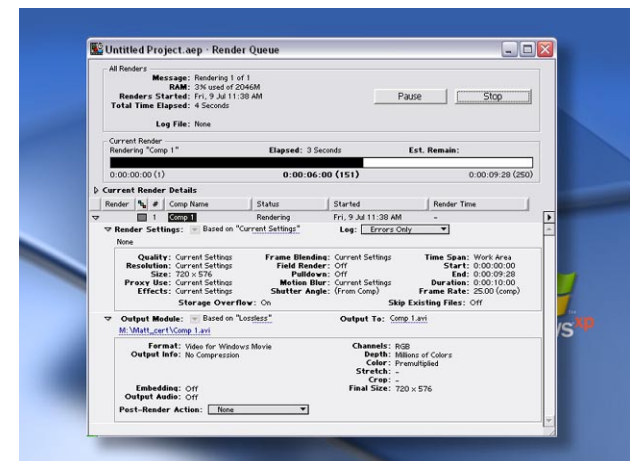 Untitled Project.aep · Render Queue
All Renders
Message: Rendering 1 of 1
RAM: 3% used of 2046M
Renders Started: Fri, 9 Jul 11:38 AM
Total Time Elapsed: 4 Seconds
Log File: None
Pause Stop
Current Render
Rendering "Comp 1" Elapsed: 3 Seconds Est. Remain:
0:00:00:00 (1) 0:00:06:00 (151) 0:00:09:28 (250)
Current Render Details
Render # Comp Name Status Started Render Time
1 Comp 1 Rendering Fri, 9 Jul 11:38 AM -
Render Settings: Based on "Current Settings" Log: Errors Only
None
Quality: Current Settings Frame Blending: Current Settings Time Span: Work Area
Resolution: Current Settings Field Render: Off Start: 0:00:00:00
Size: 720 x 576 Pulldown: Off End: 0:00:09:28
Proxy Use: Current Settings Motion Blur: Current Settings Duration: 0:00:10:00
Effects: Current Settings Shutter Angle: (From Comp) Frame Rate: 25.00 (comp)
Storage Overflow: On Skip Existing Files: Off
Output Module: Based on "Lossless" Output To: Comp 1.avi
M:\Matt_cert\Comp 1.avi
Format: Video for Windows Movie Channels: RGB
Output Info: No Compression Depth: Millions of Colors
Color: Premultiplied
Stretch: -
Crop: -
Embedding: Off Final Size: 720 x 576
Output Audio: Off
Post-Render Action: None
ws xp